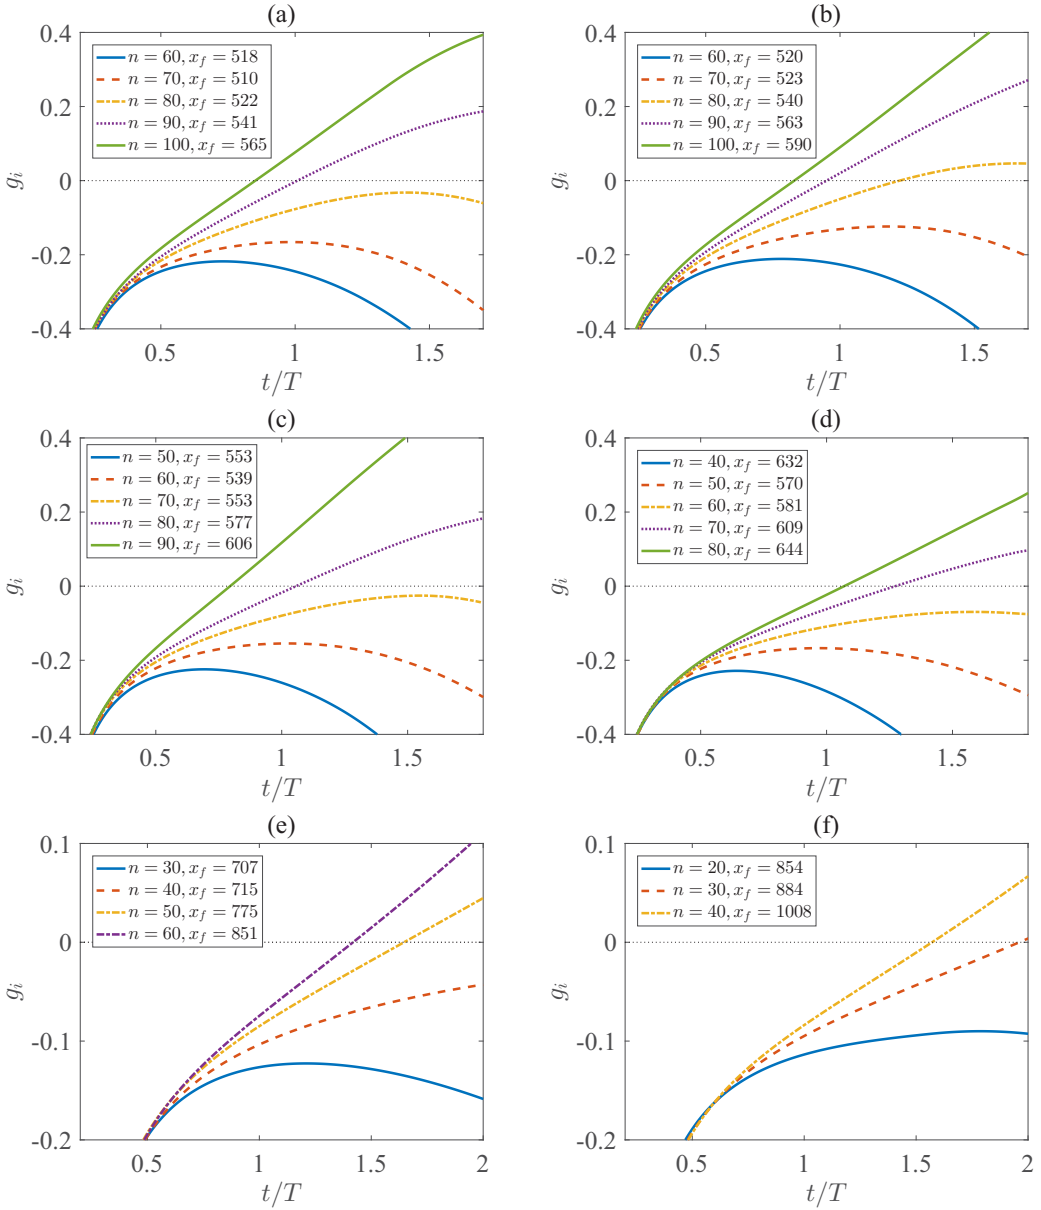 (a)
0.4
0.2
0
-0.2
-0.4
g_i
n = 60, x_f = 518
n = 70, x_f = 510
n = 80, x_f = 522
n = 90, x_f = 541
n = 100, x_f = 565
0.5 1 1.5
t/T
(b)
0.4
0.2
0
-0.2
-0.4
g_i
n = 60, x_f = 520
n = 70, x_f = 523
n = 80, x_f = 540
n = 90, x_f = 563
n = 100, x_f = 590
0.5 1 1.5
t/T
(c)
0.4
0.2
0
-0.2
-0.4
g_i
n = 50, x_f = 553
n = 60, x_f = 539
n = 70, x_f = 553
n = 80, x_f = 577
n = 90, x_f = 606
0.5 1 1.5
t/T
(d)
0.4
0.2
0
-0.2
-0.4
g_i
n = 40, x_f = 632
n = 50, x_f = 570
n = 60, x_f = 581
n = 70, x_f = 609
n = 80, x_f = 644
0.5 1 1.5
t/T
(e)
0.1
0
-0.1
-0.2
g_i
n = 30, x_f = 707
n = 40, x_f = 715
n = 50, x_f = 775
n = 60, x_f = 851
0.5 1 1.5 2
t/T
(f)
0.1
0
-0.1
-0.2
g_i
n = 20, x_f = 854
n = 30, x_f = 884
n = 40, x_f = 1008
0.5 1 1.5 2
t/T